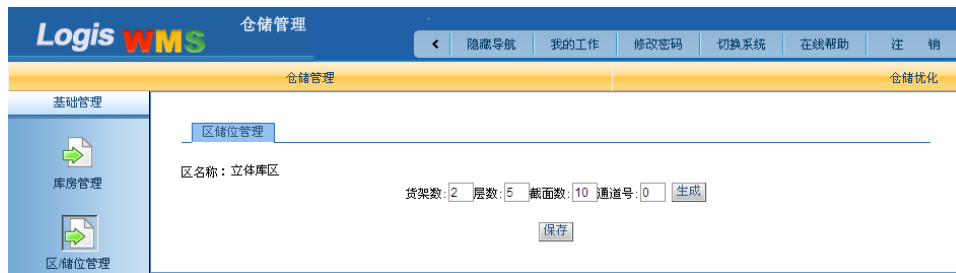 Logis WMS 仓储管理
隐藏导航 我的工作 修改密码 切换系统 在线帮助 注 销
仓储管理 仓储优化
基础管理
区储位管理
库房管理
区名称：立体库区
货架数:2 层数:5 截面数:10 通道号:0 生成
保存
区/储位管理